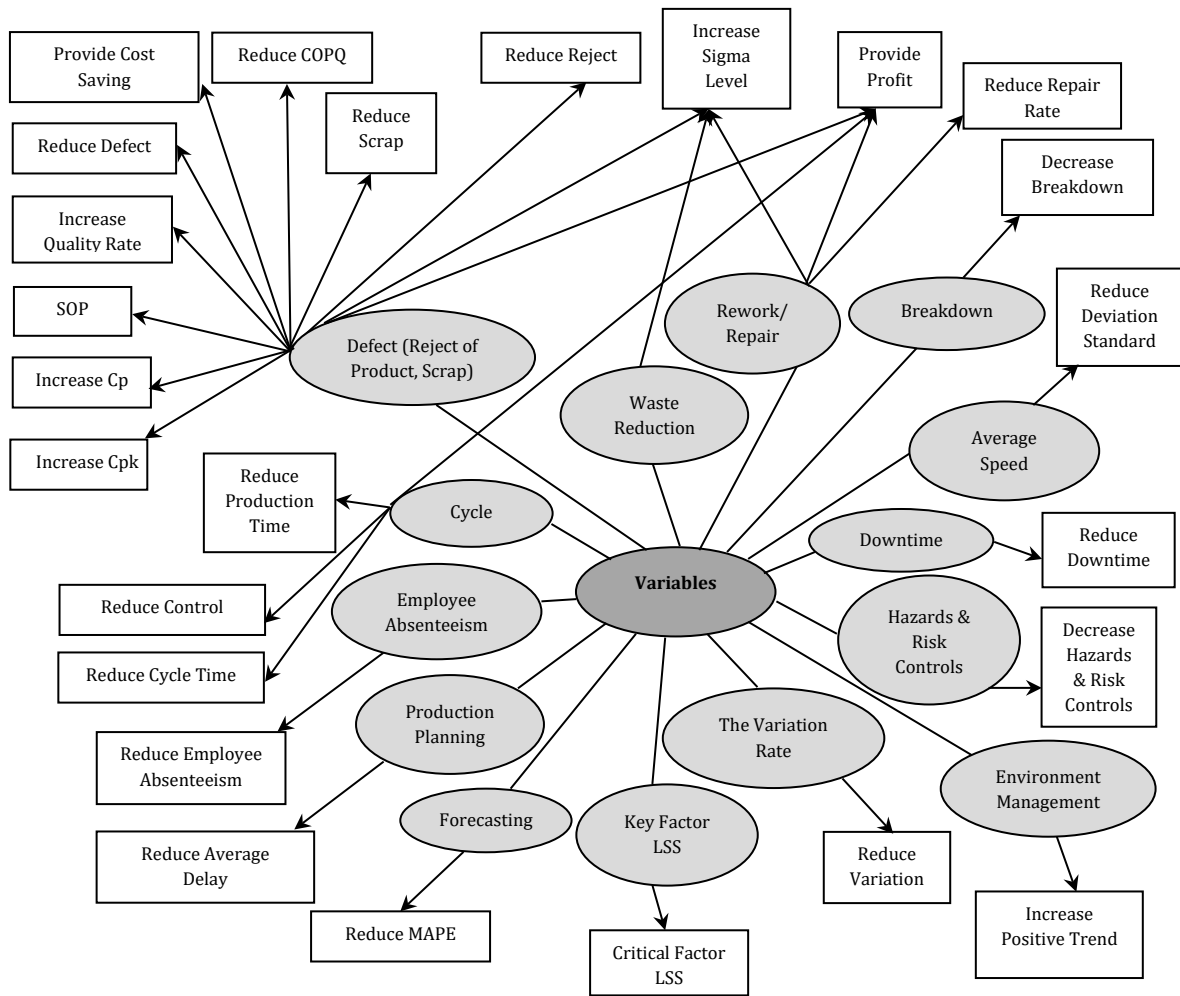 Provide Cost
Saving
Reduce COPQ
Reduce Reject
Increase
Sigma
Level
Provide
Profit
Reduce Repair
Rate
Reduce
Scrap
Reduce Defect
Decrease
Breakdown
Increase
Quality Rate
SOP
Rework/
Repair
Breakdown
Reduce
Deviation
Standard
Defect (Reject of
Product, Scrap)
Increase Cp
Waste
Reduction
Average
Speed
Increase Cpk
Reduce
Production
Time
Cycle
Downtime
Reduce
Downtime
Variables
Reduce Control
Employee
Absenteeism
Hazards &
Risk
Controls
Decrease
Hazards
& Risk
Controls
Reduce Cycle Time
Production
Planning
The Variation
Rate
Reduce Employee
Absenteeism
Environment
Management
Forecasting
Key Factor
LSS
Reduce Average
Delay
Reduce
Variation
Reduce MAPE
Increase
Positive Trend
Critical Factor
LSS